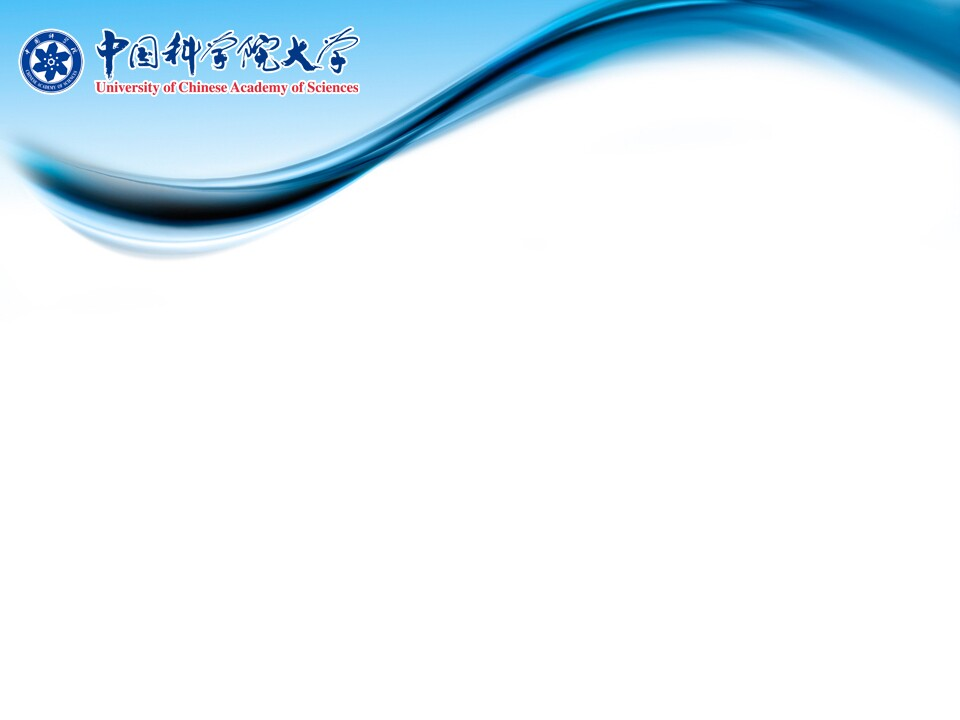 中国科学院大学
University of Chinese Academy of Sciences